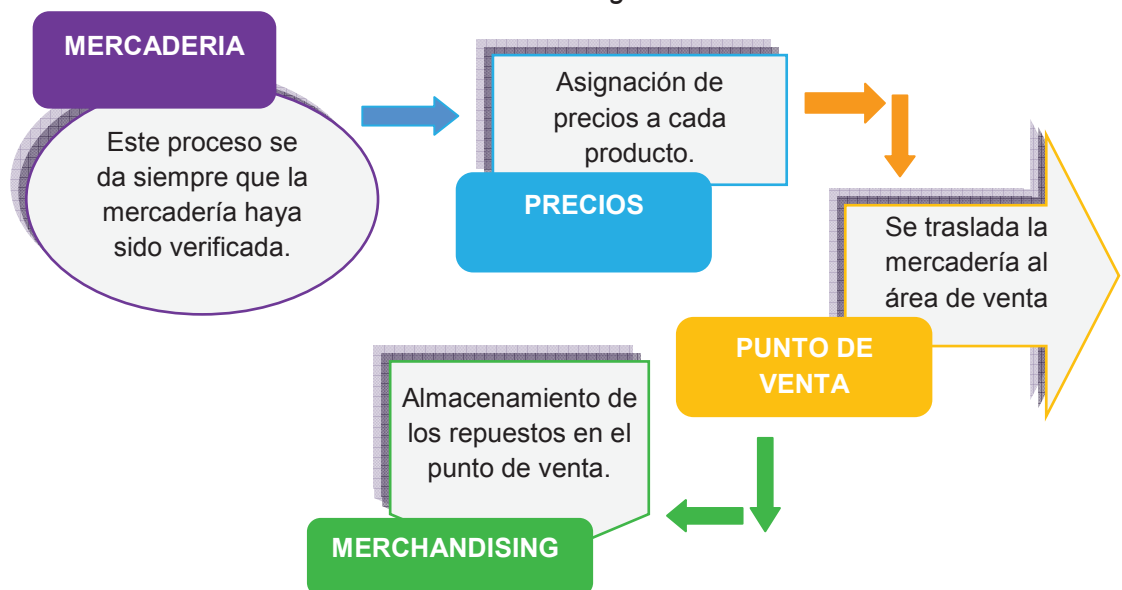 MERCADERIA
Este proceso se
da siempre que la
mercadería haya
sido verificada.
Asignación de
precios a cada
producto.
PRECIOS
Se traslada la
mercadería al
área de venta
PUNTO DE
VENTA
Almacenamiento de
los repuestos en el
punto de venta.
MERCHANDISING